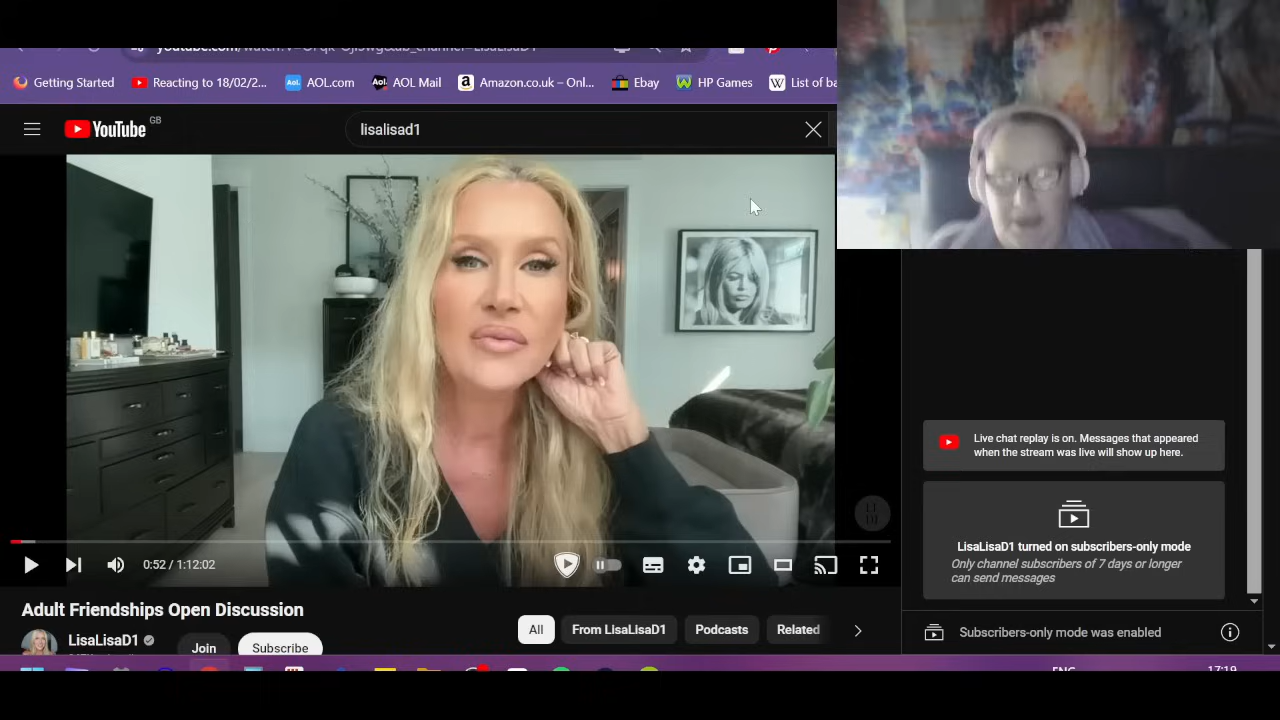 Getting Started
Reacting to 18/02/2...
AOL.com
AOL Mail
Amazon.co.uk – Onl...
Ebay
HP Games
List of ba
YouTube GB
lisalisad1
Live chat replay is on. Messages that appeared
when the stream was live will show up here.
LisaLisaD1 turned on subscribers-only mode
Only channel subscribers of 7 days or longer
can send messages
0:52 / 1:12:02
Adult Friendships Open Discussion
All
From LisaLisaD1
Podcasts
Related
LisaLisaD1
Join
Subscribe
Subscribers-only mode was enabled
ENG
17:19